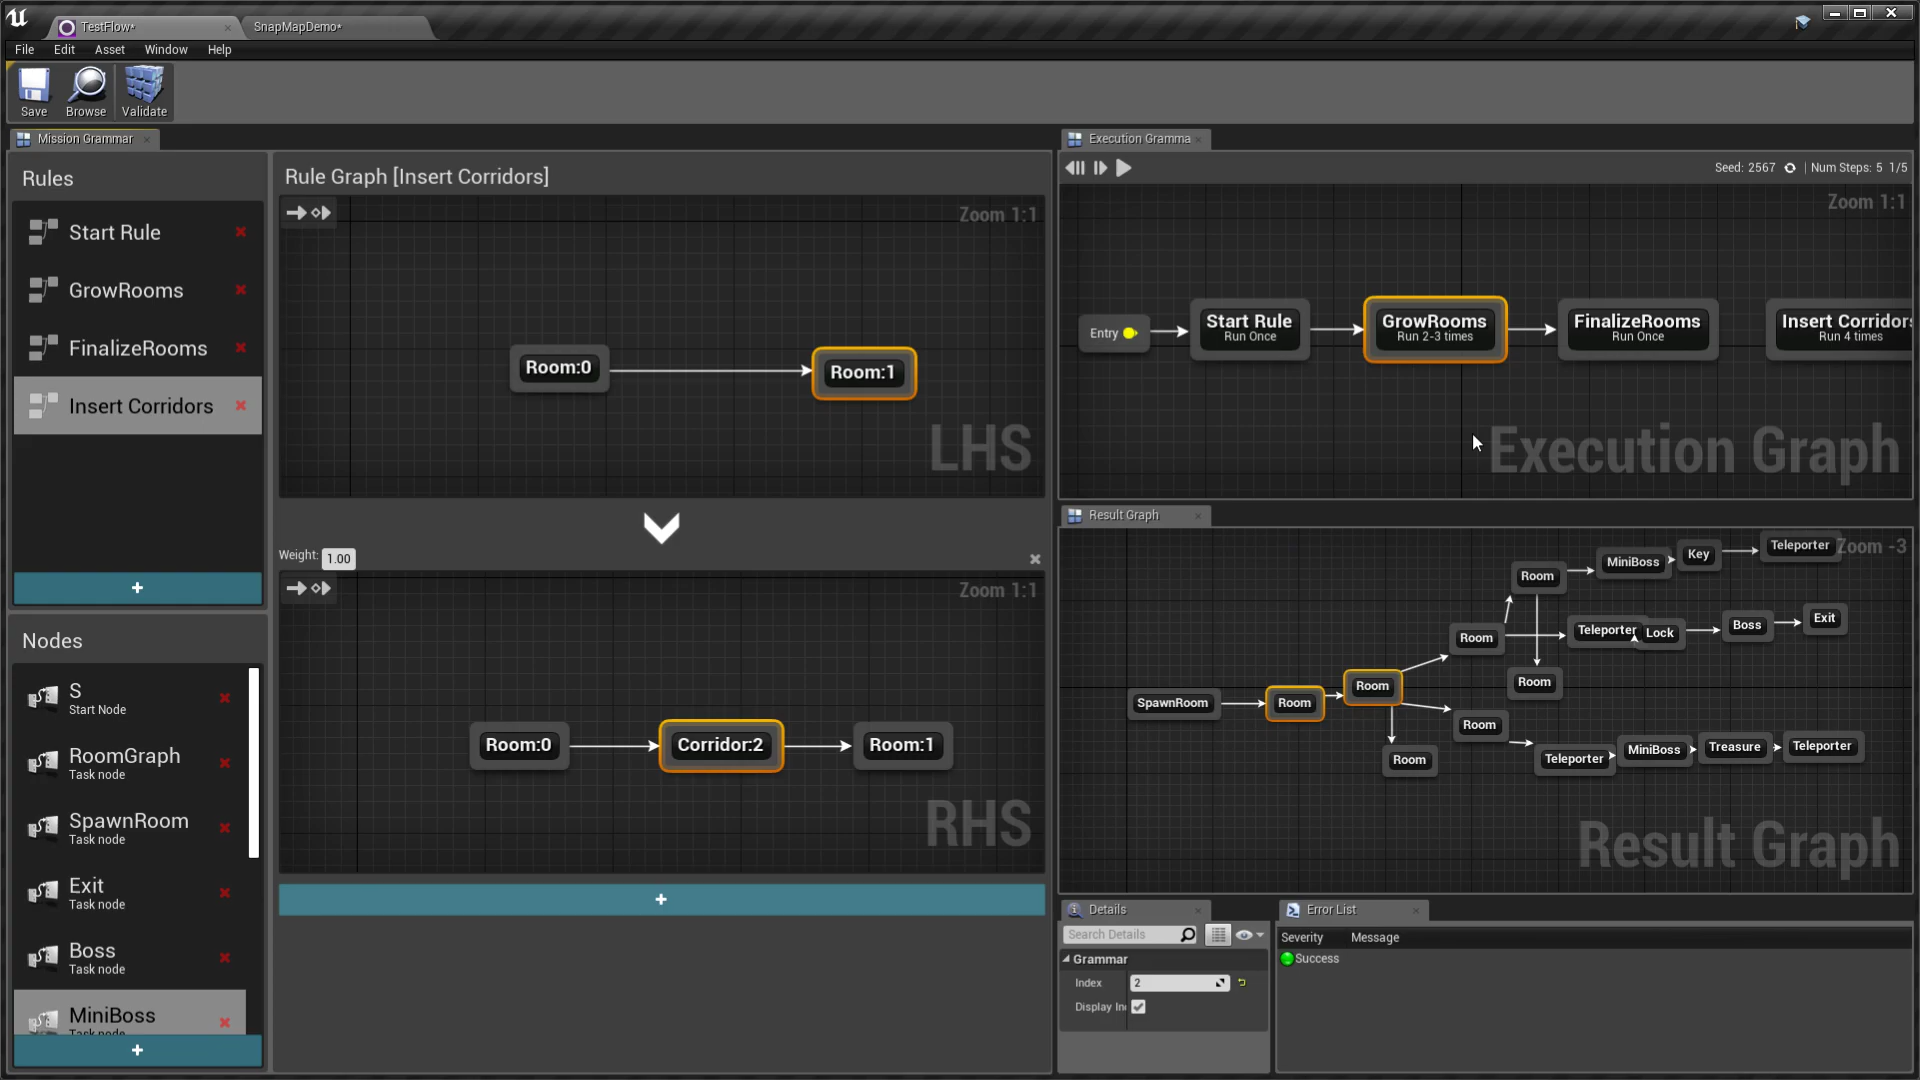 TestFlow*
SnapMapDemo*
File Edit Asset Window Help
Save Browse Validate
Mission Grammar
Rules
Start Rule
GrowRooms
FinalizeRooms
Insert Corridors
+
Nodes
S
Start Node
RoomGraph
Task node
SpawnRoom
Task node
Exit
Task node
Boss
Task node
MiniBoss
Task node
+
Rule Graph [Insert Corridors]
Zoom 1:1
Room:0
Room:1
LHS
Weight: 1.00
Zoom 1:1
Room:0
Corridor:2
Room:1
RHS
+
Execution Gramma
Seed: 2567
Num Steps: 5 1/5
Zoom 1:1
Entry
Start Rule
Run Once
GrowRooms
Run 2-3 times
FinalizeRooms
Run Once
Insert Corridors
Run 4 times
Execution Graph
Result Graph
Zoom -3
Teleporter
Key
MiniBoss
Room
Exit
Boss
Lock
Teleporter
Room
Room
Room
Room
SpawnRoom
Room
Room
Teleporter
MiniBoss
Treasure
Teleporter
Result Graph
Details
Search Details
Grammar
Index 2
Display In
Error List
Severity Message
Success